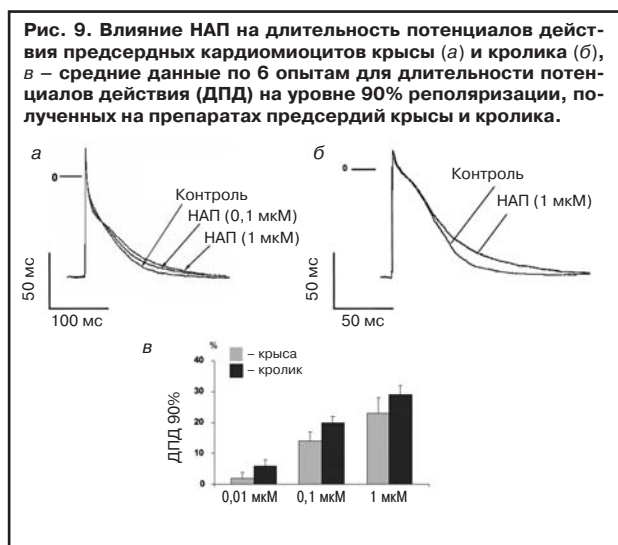 Рис. 9. Влияние НАП на длительность потенциалов дейст-
вия предсердных кардиомиоцитов крысы (а) и кролика (б),
в – средние данные по 6 опытам для длительности потен-
циалов действия (ДПД) на уровне 90% реполяризации, по-
лученных на препаратах предсердий крысы и кролика.
а
0
Контроль
НАП (0,1 мкМ)
НАП (1 мкМ)
50 мс
100 мс
б
0
Контроль
НАП (1 мкМ)
50 мс
50 мс
в
%
– крыса
– кролик
ДПД 90%
40
30
20
10
0
0,01 мкМ 0,1 мкМ 1 мкМ